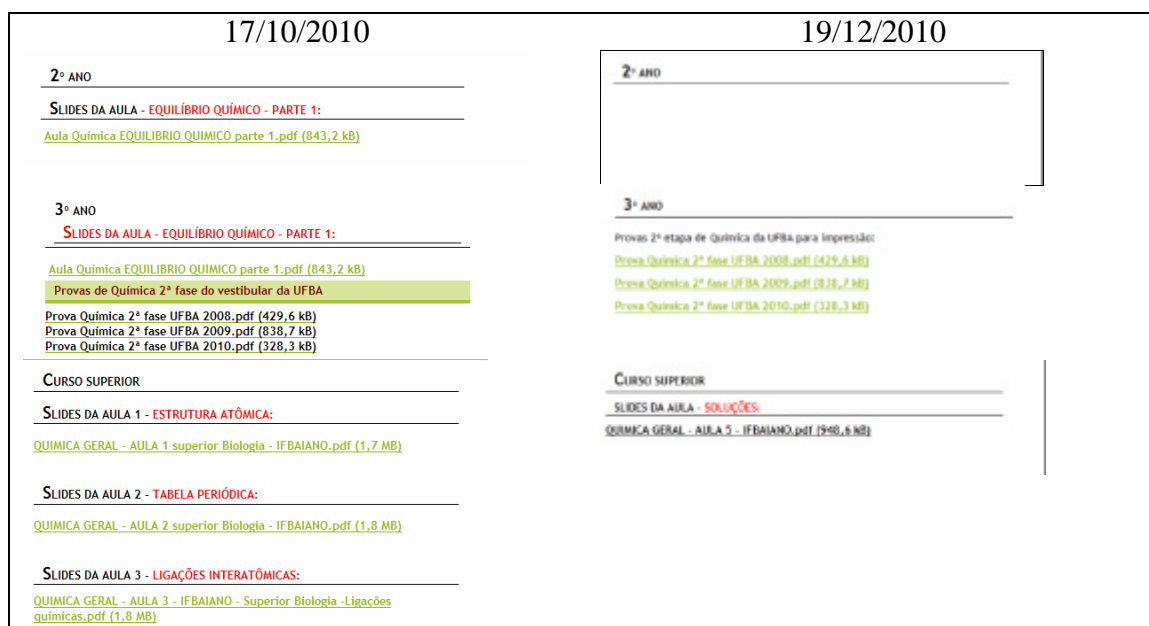 17/10/2010
2º ANO
SLIDES DA AULA - EQUILÍBRIO QUÍMICO - PARTE 1:
Aula Química EQUILIBRIO QUIMICO parte 1.pdf (843,2 kB)
3º ANO
SLIDES DA AULA - EQUILÍBRIO QUÍMICO - PARTE 1:
Aula Química EQUILIBRIO QUIMICO parte 1.pdf (843,2 kB)
Provas de Química 2ª fase do vestibular da UFBA
Prova Química 2ª fase UFBA 2008.pdf (429,6 kB)
Prova Química 2ª fase UFBA 2009.pdf (838,7 kB)
Prova Química 2ª fase UFBA 2010.pdf (328,3 kB)
CURSO SUPERIOR
SLIDES DA AULA 1 - ESTRUTURA ATÔMICA:
QUIMICA GERAL - AULA 1 superior Biologia - IFBAIANO.pdf (1,7 MB)
SLIDES DA AULA 2 - TABELA PERIÓDICA:
QUIMICA GERAL - AULA 2 superior Biologia - IFBAIANO.pdf (1,8 MB)
SLIDES DA AULA 3 - LIGAÇÕES INTERATÔMICAS:
QUIMICA GERAL - AULA 3 - IFBAIANO - Superior Biologia -Ligações
químicas.pdf (1,8 MB)
19/12/2010
2º ANO
3º ANO
Provas 2ª etapa de Química da UFBA para impressão:
Prova Química 2ª fase UFBA 2008.pdf (429,6 kB)
Prova Química 2ª fase UFBA 2009.pdf (838,7 kB)
Prova Química 2ª fase UFBA 2010.pdf (328,3 kB)
CURSO SUPERIOR
SLIDES DA AULA - SOLUÇÕES:
QUIMICA GERAL - AULA 5 - IFBAIANO.pdf (948,6 kB)